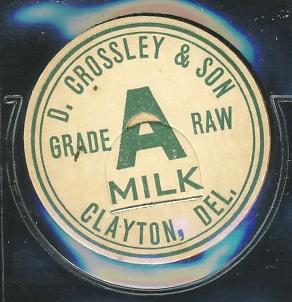 D. CROSSLEY & SON
GRADE A RAW
MILK
CLAYTON, DEL.